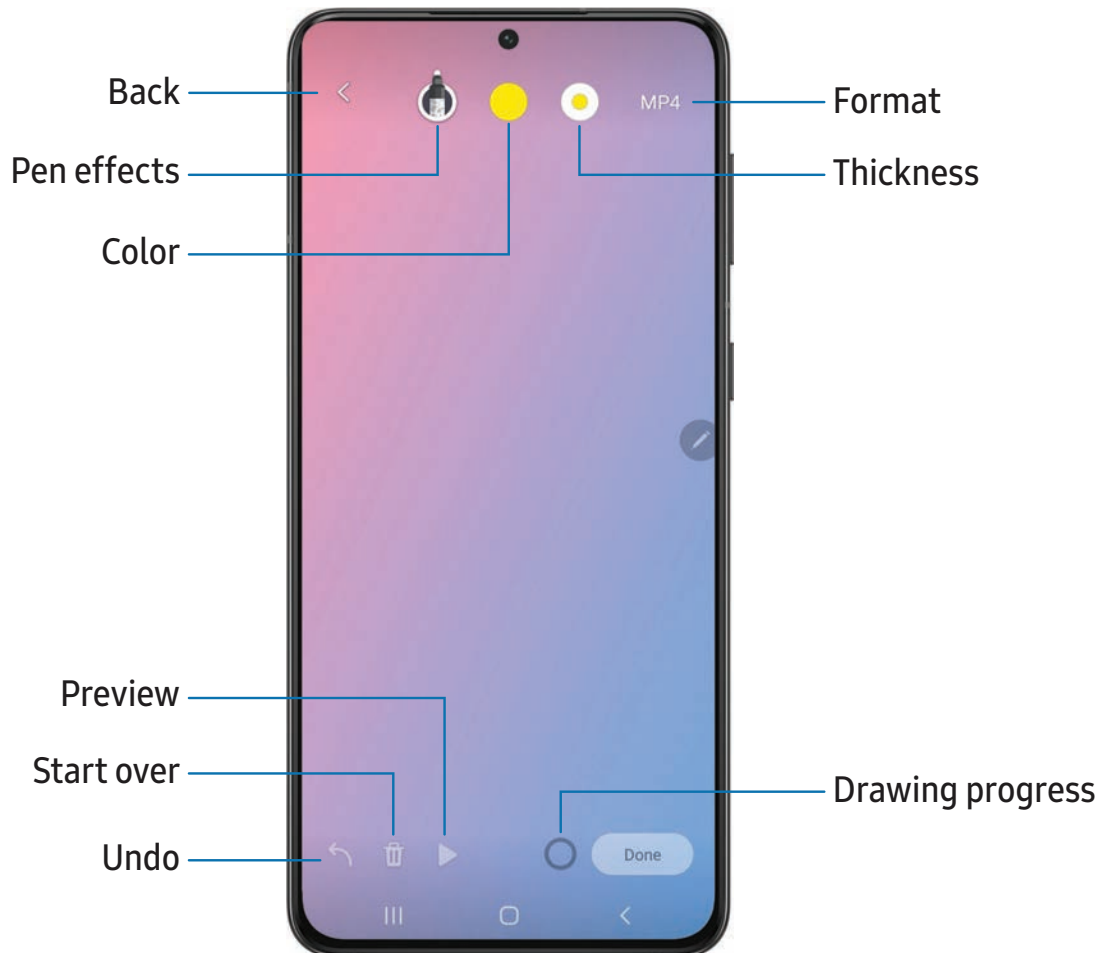 Back
MP4
Format
Pen effects
Thickness
Color
Preview
Start over
Drawing progress
Undo
Done